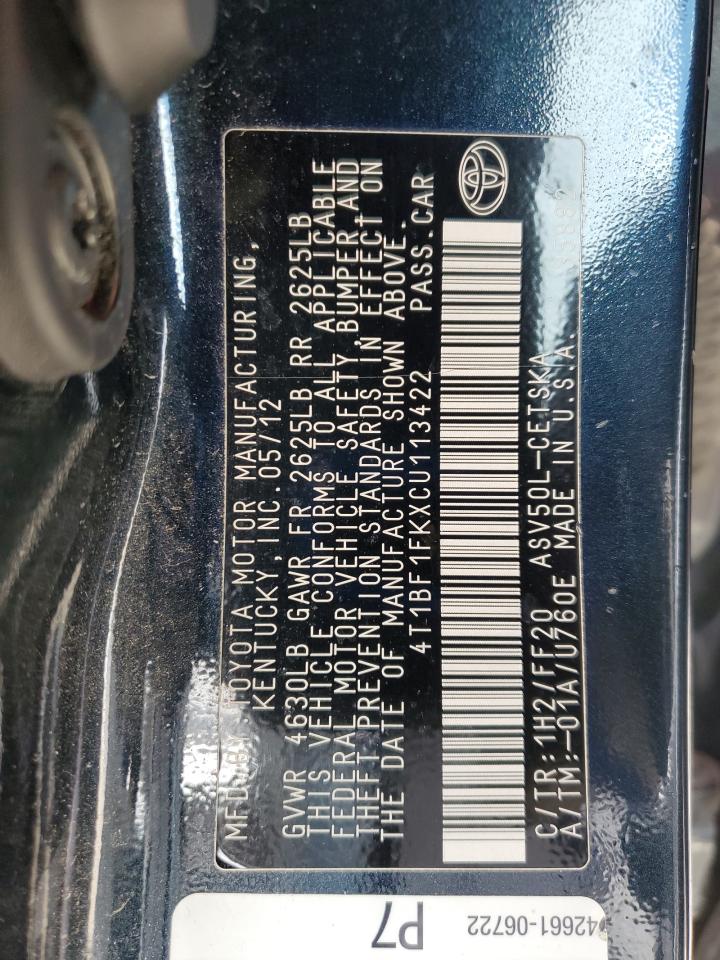 MFD. BY: TOYOTA MOTOR MANUFACTURING,
KENTUCKY, INC. 05/12
GVWR 4630LB GAWR FR 2625LB RR 2625LB
THIS VEHICLE CONFORMS TO ALL APPLICABLE
FEDERAL MOTOR VEHICLE SAFETY, BUMPER, AND
THEFT PREVENTION STANDARDS IN EFFECT ON
THE DATE OF MANUFACTURE SHOWN ABOVE.
4T1BF1FKXCU113422 PASS.CAR
C/TR:1H2/FF20 ASV50L-CETSKA
A/TM:-01A/U760E MADE IN U.S.A.
P7
42661-06722